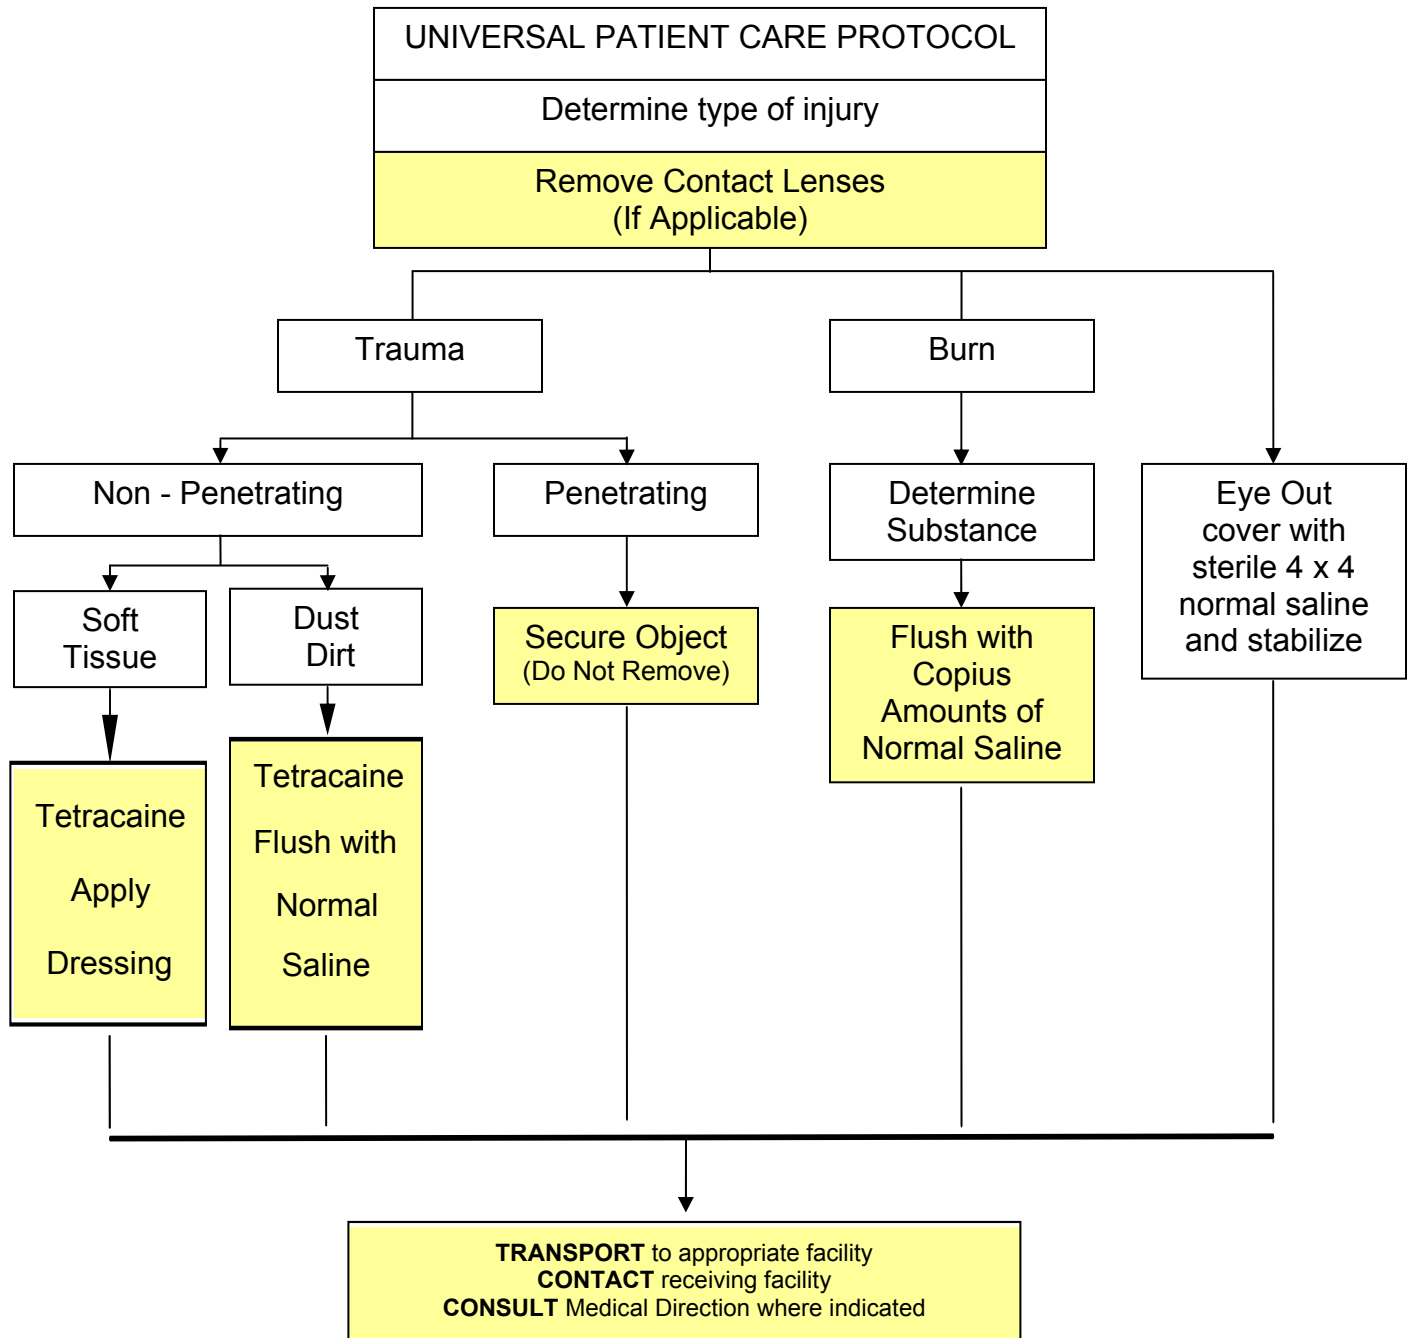 UNIVERSAL PATIENT CARE PROTOCOL
Determine type of injury
Remove Contact Lenses
(If Applicable)
Trauma
Burn
Non - Penetrating
Penetrating
Determine
Substance
Eye Out
cover with
sterile 4 x 4
normal saline
and stabilize
Soft
Tissue
Dust
Dirt
Secure Object
(Do Not Remove)
Flush with
Copius
Amounts of
Normal Saline
Tetracaine
Apply
Dressing
Tetracaine
Flush with
Normal
Saline
TRANSPORT to appropriate facility
CONTACT receiving facility
CONSULT Medical Direction where indicated